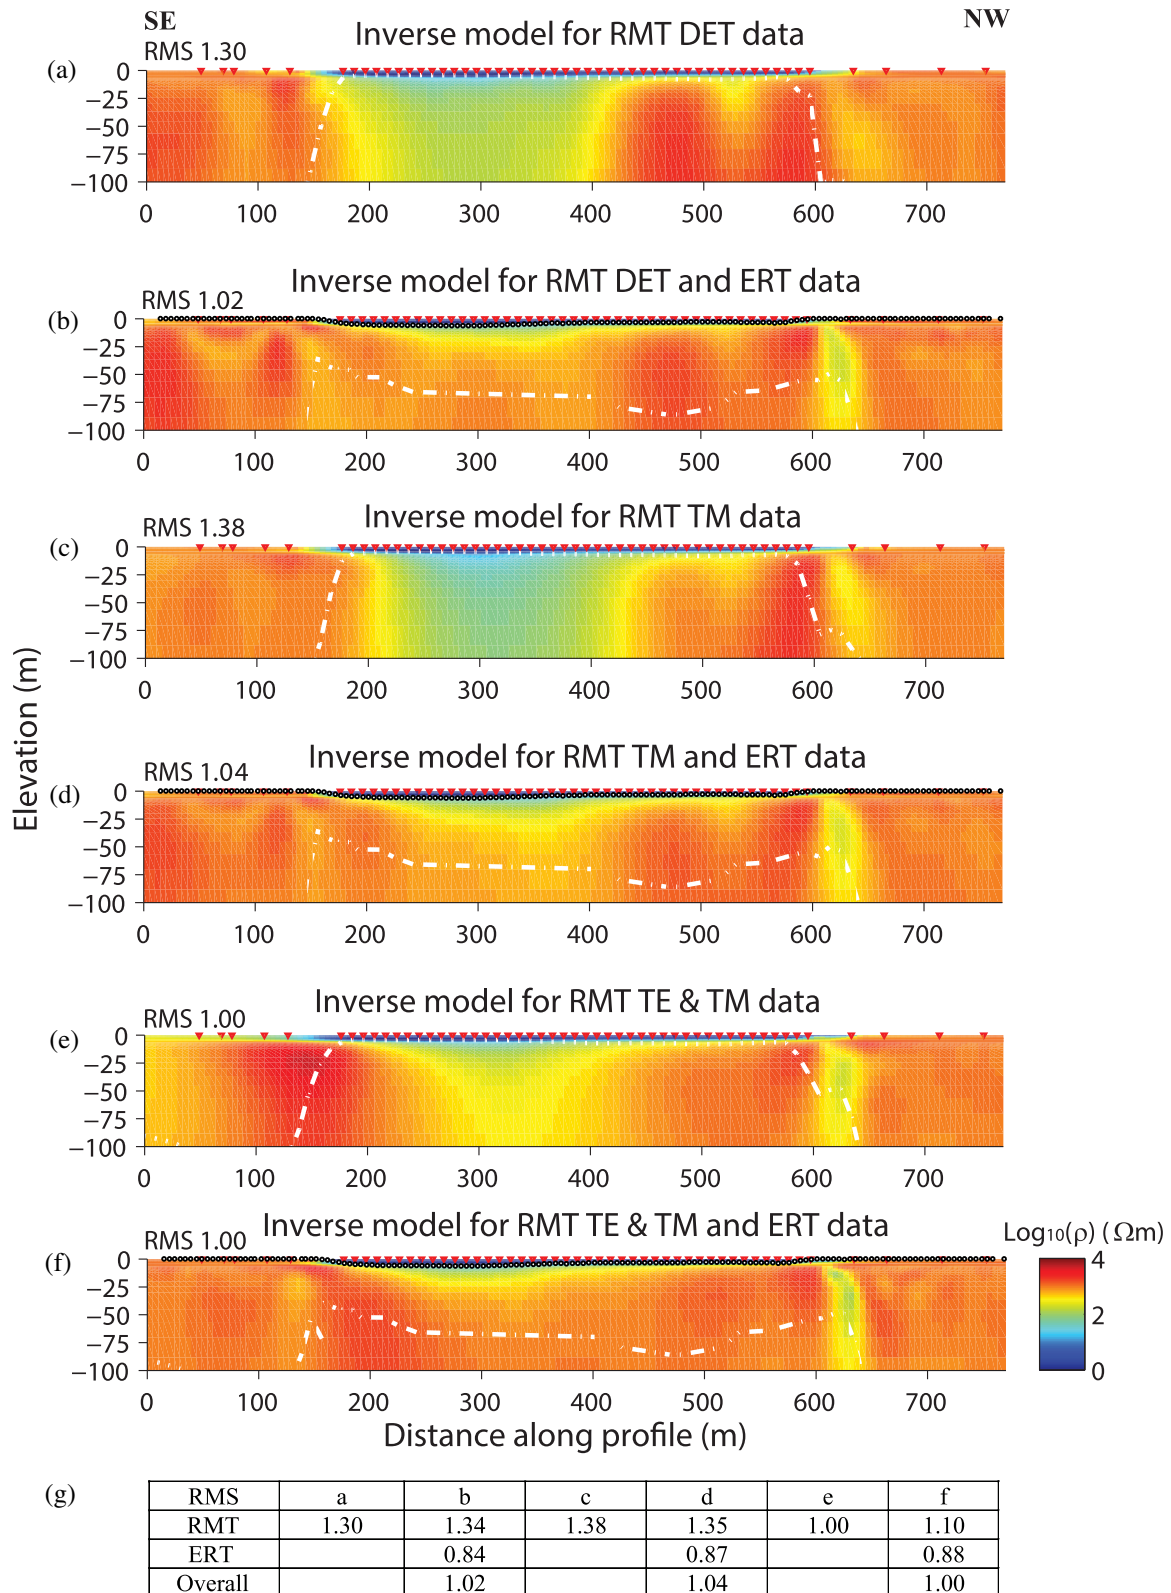 SE
NW
Inverse model for RMT DET data
RMS 1.30
(a)
0
−25
−50
−75
−100
0 100 200 300 400 500 600 700
Inverse model for RMT DET and ERT data
RMS 1.02
(b)
0
−25
−50
−75
−100
0 100 200 300 400 500 600 700
Inverse model for RMT TM data
RMS 1.38
(c)
0
−25
−50
−75
−100
0 100 200 300 400 500 600 700
Elevation (m)
Inverse model for RMT TM and ERT data
RMS 1.04
(d)
0
−25
−50
−75
−100
0 100 200 300 400 500 600 700
Inverse model for RMT TE & TM data
RMS 1.00
(e)
0
−25
−50
−75
−100
0 100 200 300 400 500 600 700
Inverse model for RMT TE & TM and ERT data
RMS 1.00
(f)
0
−25
−50
−75
−100
0 100 200 300 400 500 600 700
Log10(ρ) (Ωm)
4
2
0
Distance along profile (m)
(g)
RMS a b c d e f
RMT 1.30 1.34 1.38 1.35 1.00 1.10
ERT 0.84 0.87 0.88
Overall 1.02 1.04 1.00